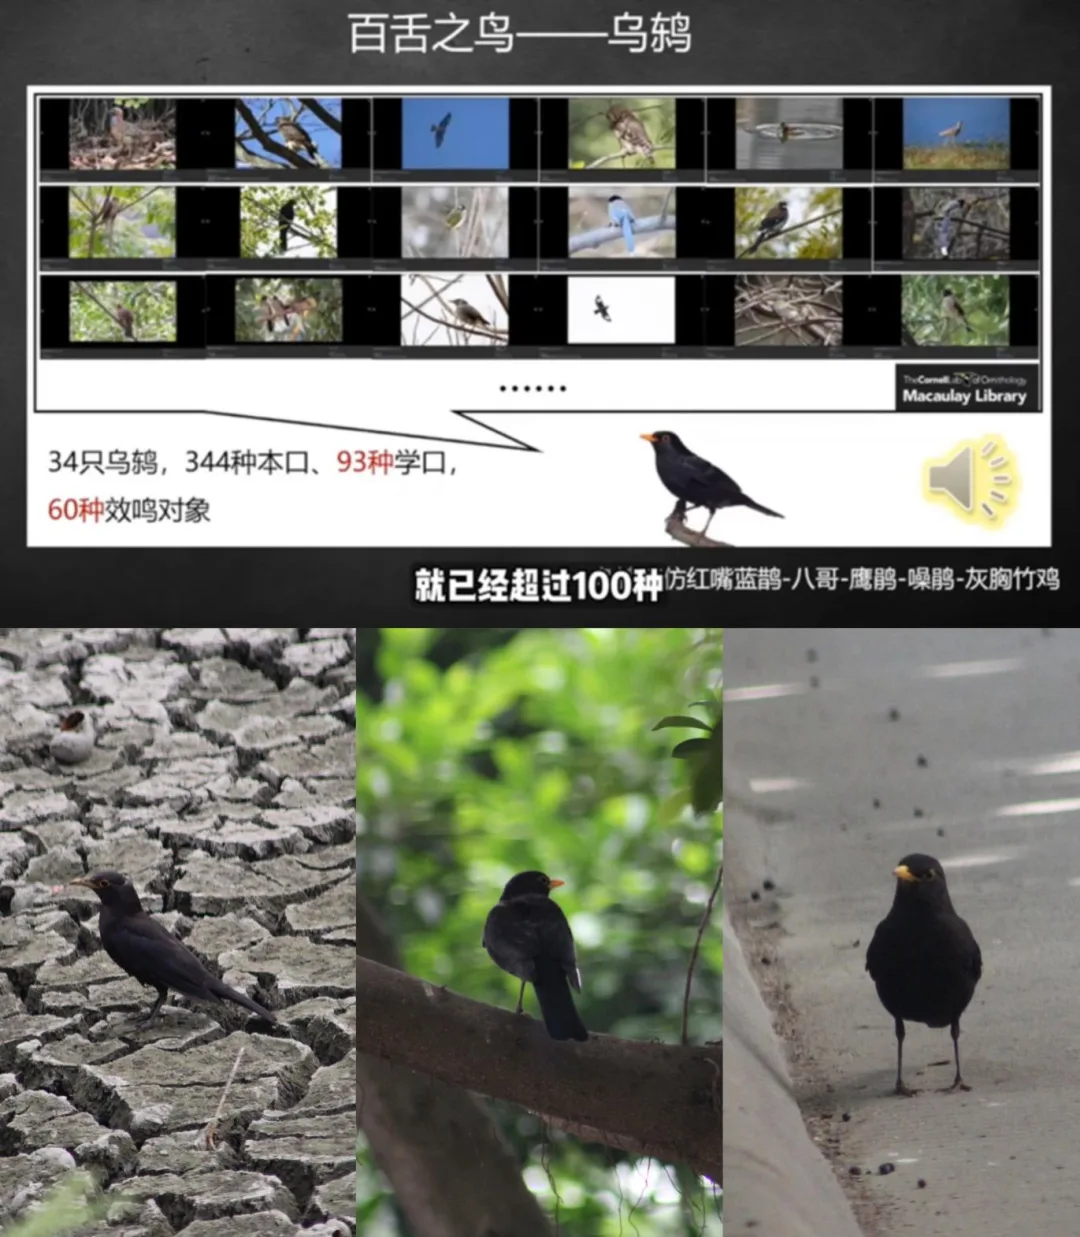 百舌之鸟——乌鸫
······
The Cornell Lab of Ornithology
Macaulay Library
34只乌鸫，344种本口、93种学口，
60种效鸣对象
就已经超过100种
仿红嘴蓝鹊-八哥-鹰鹃-噪鹃-灰胸竹鸡